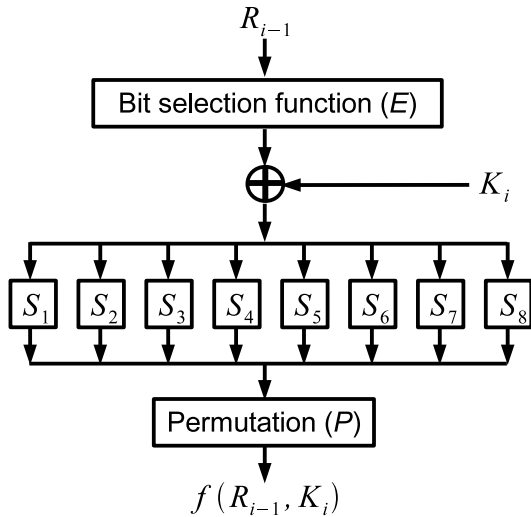 R_{i−1}
Bit selection function (E)
K_i
S_1 S_2 S_3 S_4 S_5 S_6 S_7 S_8
Permutation (P)
f(R_{i−1}, K_i)